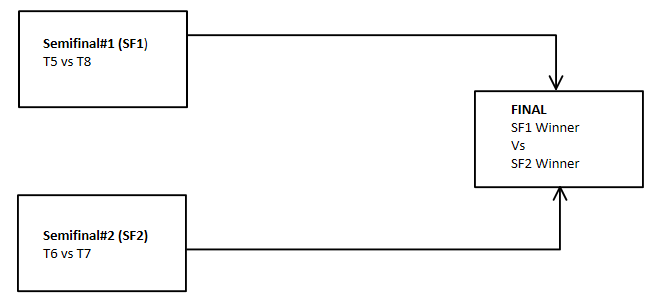 Semifinal#1 (SF1)
T5 vs T8
FINAL
SF1 Winner
Vs
SF2 Winner
Semifinal#2 (SF2)
T6 vs T7